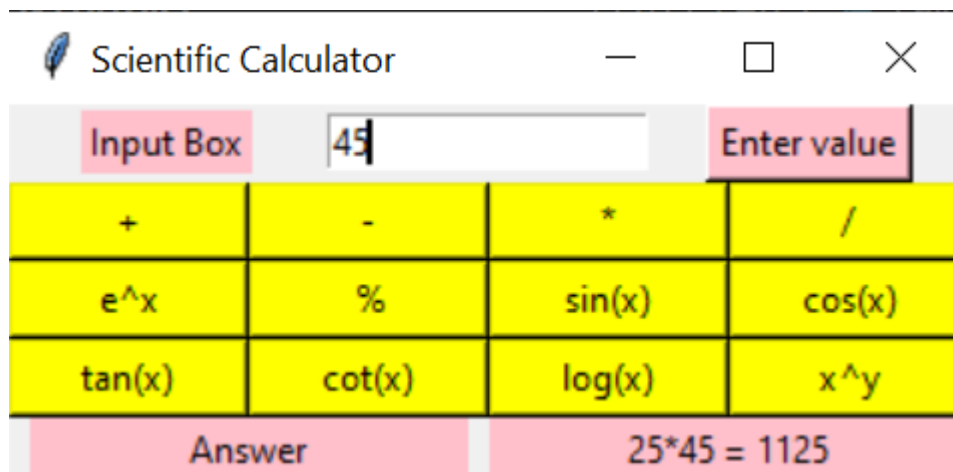 Scientific Calculator
Input Box 45 Enter value
+ - * /
e^x % sin(x) cos(x)
tan(x) cot(x) log(x) x^y
Answer 25*45 = 1125